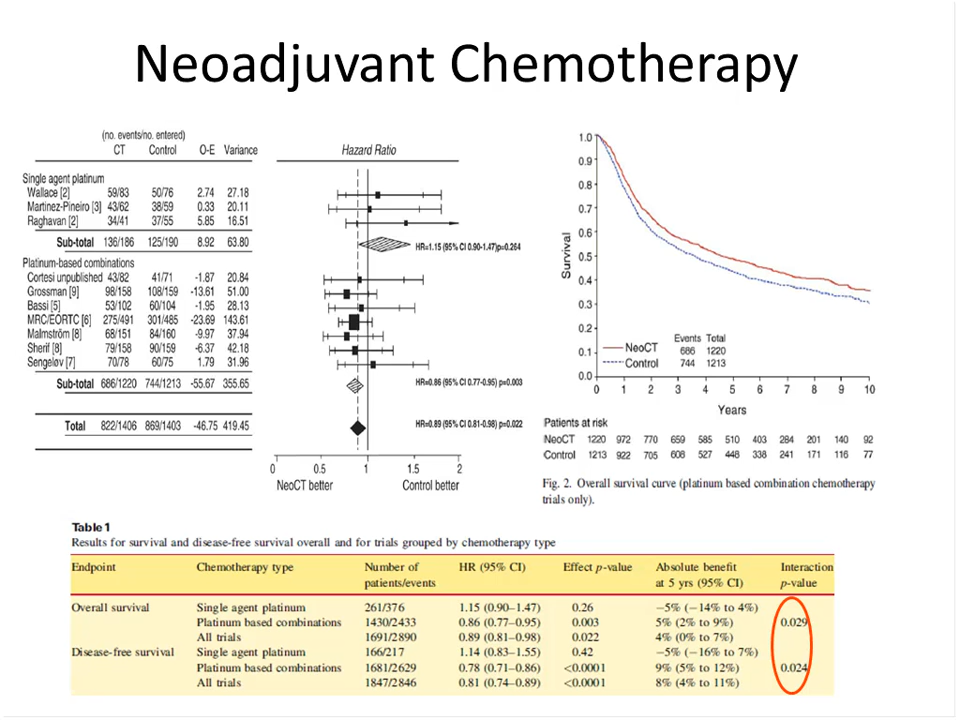 Neoadjuvant Chemotherapy
(no. events/no. entered)
CT Control O-E Variance
Hazard Ratio
Single agent platinum
Wallace [2] 59/83 50/76 2.74 27.18
Martinez-Pineiro [3] 43/62 38/59 0.33 20.11
Raghavan [2] 34/41 37/55 5.85 16.51
Sub-total 136/186 125/190 8.92 63.80
HR=1.15 (95% CI 0.90-1.47)p=0.264
Platinum-based combinations
Cortesi unpublished 43/82 41/71 -1.87 20.84
Grossman [9] 98/158 108/159 -13.61 51.00
Bassi [5] 53/102 60/104 -1.95 28.13
MRC/EORTC [6] 275/491 301/485 -23.69 143.61
Malmström [8] 68/151 84/160 -9.97 37.94
Sherif [8] 79/158 90/159 -6.37 42.18
Sengeløv [7] 70/78 60/75 1.79 31.96
Sub-total 686/1220 744/1213 -55.67 355.65
HR=0.86 (95% CI 0.77-0.95) p=0.003
Total 822/1406 869/1403 -46.75 419.45
HR=0.89 (95% CI 0.81-0.98) p=0.022
0 0.5 1 1.5 2
NeoCT better Control better
1.0
0.9
0.8
0.7
0.6
0.5
0.4
0.3
0.2
0.1
0.0
Survival
Events Total
NeoCT 686 1220
Control 744 1213
0 1 2 3 4 5 6 7 8 9 10
Years
Patients at risk
NeoCT 1220 972 770 659 585 510 403 284 201 140 92
Control 1213 922 705 608 527 448 338 241 171 116 77
Fig. 2. Overall survival curve (platinum based combination chemotherapy
trials only).
Table 1
Results for survival and disease-free survival overall and for trials grouped by chemotherapy type
Endpoint Chemotherapy type Number of HR (95% CI) Effect p-value Absolute benefit Interaction
patients/events at 5 yrs (95% CI) p-value
Overall survival Single agent platinum 261/376 1.15 (0.90–1.47) 0.26 −5% (−14% to 4%)
Platinum based combinations 1430/2433 0.86 (0.77–0.95) 0.003 5% (2% to 9%) 0.029
All trials 1691/2890 0.89 (0.81–0.98) 0.022 4% (0% to 7%)
Disease-free survival Single agent platinum 166/217 1.14 (0.83–1.55) 0.42 −5% (−16% to 7%)
Platinum based combinations 1681/2629 0.78 (0.71–0.86) <0.0001 9% (5% to 12%) 0.024
All trials 1847/2846 0.81 (0.74–0.89) <0.0001 8% (4% to 11%)